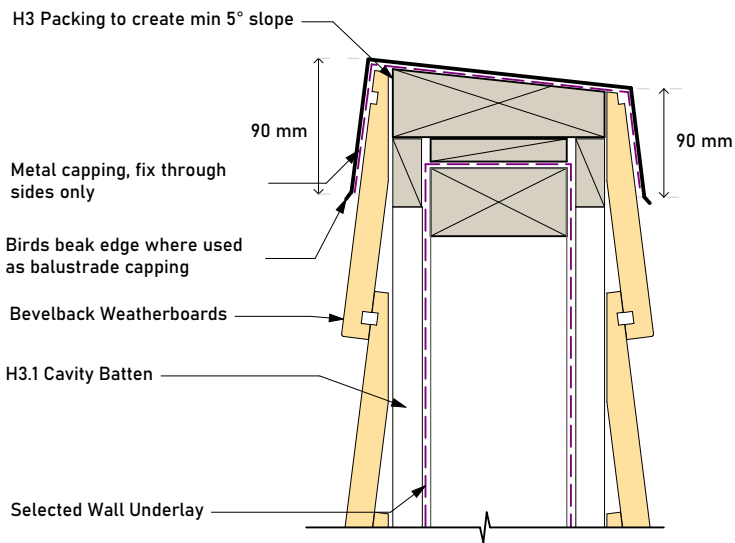 H3 Packing to create min 5° slope
90 mm
90 mm
Metal capping, fix through
sides only
Birds beak edge where used
as balustrade capping
Bevelback Weatherboards
H3.1 Cavity Batten
Selected Wall Underlay